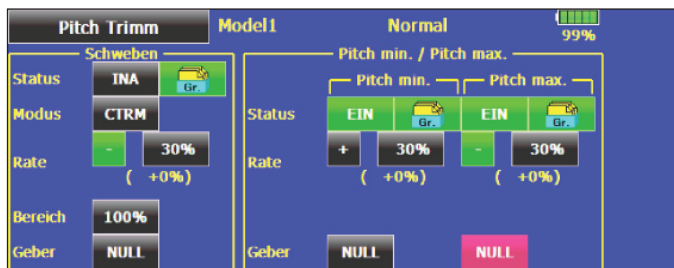 Pitch Trimm Model1 Normal 99%
Schweben Pitch min. / Pitch max.
Pitch min. Pitch max.
Status INA Gr.
Modus CTRM Status EIN Gr. EIN Gr.
Rate - 30% Rate + 30% - 30%
( +0%) ( +0%) ( +0%)
Bereich 100%
Geber NULL Geber NULL NULL